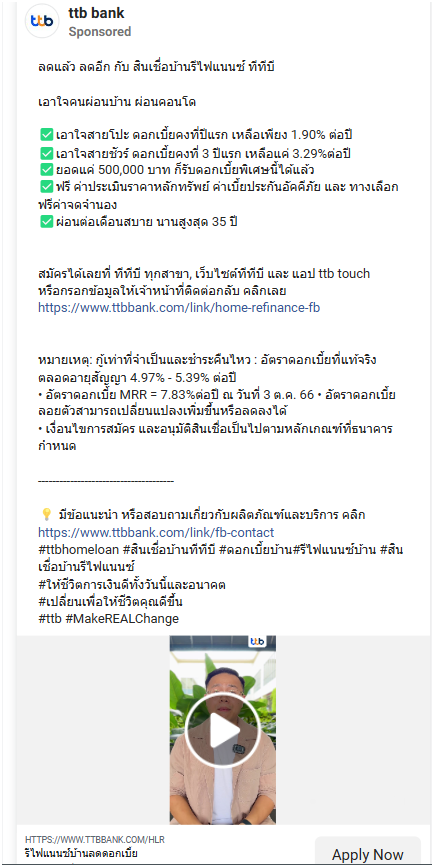 ttb
ttb bank
Sponsored
ลดแล้ว ลดอีก กับ สินเชื่อบ้านรีไฟแนนซ์ ทีทีบี
เอาใจคนผ่อนบ้าน ผ่อนคอนโด
✅ เอาใจสายโปะ ดอกเบี้ยคงที่ปีแรก เหลือเพียง 1.90% ต่อปี
✅ เอาใจสายชัวร์ ดอกเบี้ยคงที่ 3 ปีแรก เหลือแค่ 3.29%ต่อปี
✅ ยอดแค่ 500,000 บาท ก็รับดอกเบี้ยพิเศษนี้ได้แล้ว
✅ ฟรี ค่าประเมินราคาหลักทรัพย์ ค่าเบี้ยประกันอัคคีภัย และ ทางเลือก
ฟรีค่าจดจำนอง
✅ ผ่อนต่อเดือนสบาย นานสูงสุด 35 ปี
สมัครได้เลยที่ ทีทีบี ทุกสาขา, เว็บไซต์ทีทีบี และ แอป ttb touch
หรือกรอกข้อมูลให้เจ้าหน้าที่ติดต่อกลับ คลิกเลย
https://www.ttbbank.com/link/home-refinance-fb
หมายเหตุ: กู้เท่าที่จำเป็นและชำระคืนไหว : อัตราดอกเบี้ยที่แท้จริง
ตลอดอายุสัญญา 4.97% - 5.39% ต่อปี
• อัตราดอกเบี้ย MRR = 7.83%ต่อปี ณ วันที่ 3 ต.ค. 66 • อัตราดอกเบี้ย
ลอยตัวสามารถเปลี่ยนแปลงเพิ่มขึ้นหรือลดลงได้
• เงื่อนไขการสมัคร และอนุมัติสินเชื่อเป็นไปตามหลักเกณฑ์ที่ธนาคาร
กำหนด
--------------------------------------
💡 มีข้อแนะนำ หรือสอบถามเกี่ยวกับผลิตภัณฑ์และบริการ คลิก
https://www.ttbbank.com/link/fb-contact
#ttbhomeloan #สินเชื่อบ้านทีทีบี #ดอกเบี้ยบ้าน#รีไฟแนนซ์บ้าน #สิน
เชื่อบ้านรีไฟแนนซ์
#ให้ชีวิตการเงินดีทั้งวันนี้และอนาคต
#เปลี่ยนเพื่อให้ชีวิตคุณดีขึ้น
#ttb #MakeREALChange
ttb
HTTPS://WWW.TTBBANK.COM/HLR
รีไฟแนนซ์บ้านลดดอกเบี้ย
Apply Now